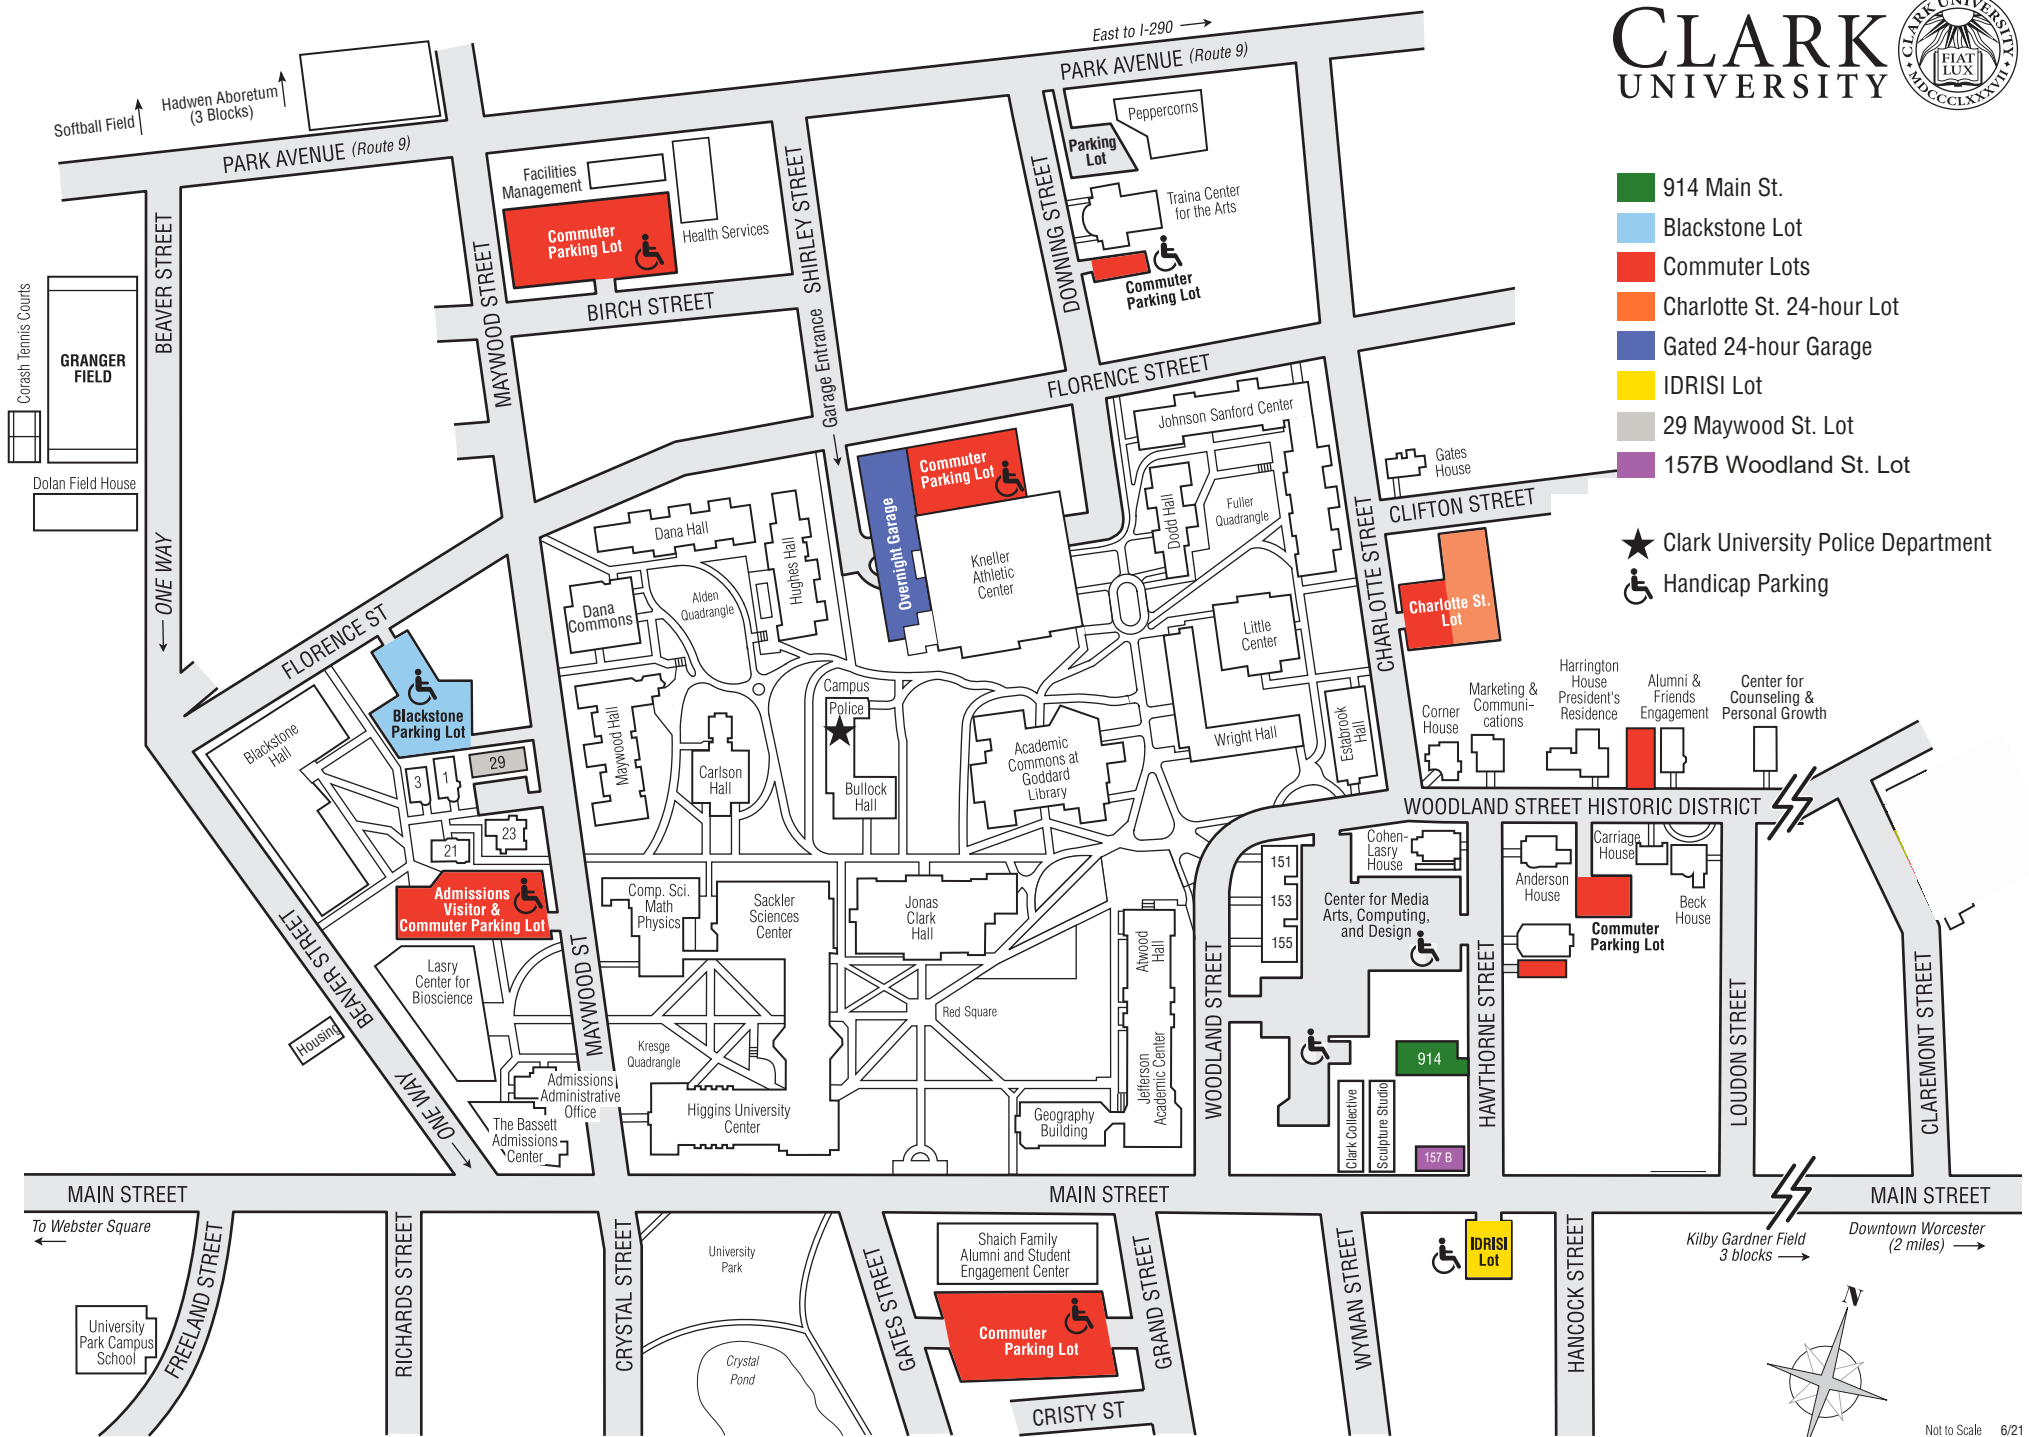 CLARK
UNIVERSITY
CLARK UNIVERSITY
FIAT
LUX
MDCCCLXXXVII
East to I-290
PARK AVENUE (Route 9)
Hadwen Aboretum
(3 Blocks)
Softball Field
PARK AVENUE (Route 9)
Peppercorns
Parking
Lot
Facilities
Management
Health Services
Commuter
Parking Lot
Traina Center
for the Arts
Commuter
Parking Lot
914 Main St.
Blackstone Lot
Commuter Lots
Charlotte St. 24-hour Lot
Gated 24-hour Garage
IDRISI Lot
29 Maywood St. Lot
157B Woodland St. Lot
Clark University Police Department
Handicap Parking
BEAVER STREET
MAYWOOD STREET
SHIRLEY STREET
DOWNING STREET
BIRCH STREET
Garage Entrance
FLORENCE STREET
Corash Tennis Courts
GRANGER
FIELD
Dolan Field House
ONE WAY
Johnson Sanford Center
Gates
House
CLIFTON STREET
CHARLOTTE STREET
Commuter
Parking Lot
Overnight Garage
Kneller
Athletic
Center
Dodd Hall
Fuller
Quadrangle
Dana Hall
Hughes Hall
Alden
Quadrangle
Dana
Commons
Little
Center
Charlotte St.
Lot
FLORENCE ST
Blackstone
Parking Lot
Blackstone
Hall
Maywood Hall
Carlson
Hall
Campus
Police
Bullock
Hall
Academic
Commons at
Goddard
Library
Wright Hall
Estabrook
Hall
Corner
House
Marketing &
Communi-
cations
Harrington
House
President's
Residence
Alumni &
Friends
Engagement
Center for
Counseling &
Personal Growth
WOODLAND STREET HISTORIC DISTRICT
3
1
29
23
21
Admissions
Visitor &
Commuter Parking Lot
Comp. Sci.
Math
Physics
Sackler
Sciences
Center
Jonas
Clark
Hall
Atwood
Hall
151
153
155
Cohen-
Lasry
House
Center for Media
Arts, Computing,
and Design
Anderson
House
Carriage
House
Beck
House
Commuter
Parking Lot
BEAVER STREET
MAYWOOD ST
Lasry
Center for
Bioscience
Housing
ONE WAY
Kresge
Quadrangle
Red Square
Jefferson
Academic Center
WOODLAND STREET
HAWTHORNE STREET
LOUDON STREET
CLAREMONT STREET
914
Clark Collective
Sculpture Studio
157 B
Admissions
Administrative
Office
The Bassett
Admissions
Center
Higgins University
Center
Geography
Building
MAIN STREET
MAIN STREET
MAIN STREET
To Webster Square
FREELAND STREET
RICHARDS STREET
CRYSTAL STREET
University
Park
GATES STREET
Shaich Family
Alumni and Student
Engagement Center
GRAND STREET
WYMAN STREET
IDRISI
Lot
HANCOCK STREET
Kilby Gardner Field
3 blocks
Downtown Worcester
(2 miles)
University
Park Campus
School
Crystal
Pond
Commuter
Parking Lot
CRISTY ST
N
Not to Scale 6/21